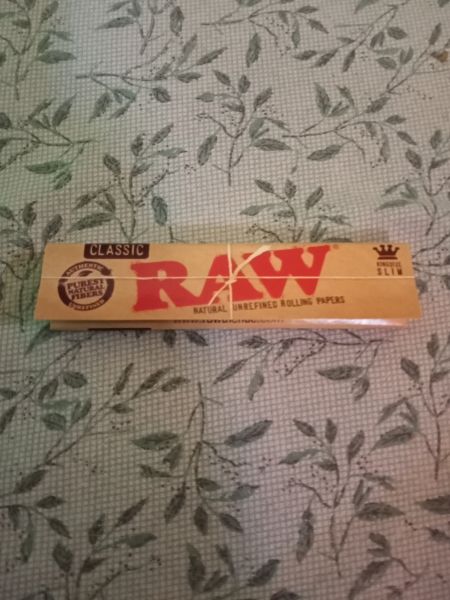 CLASSIC
AUTHENTIC
PUREST
NATURAL
FIBERS
RAW®
KINGSIZE
SLIM
NATURAL UNREFINED ROLLING PAPERS